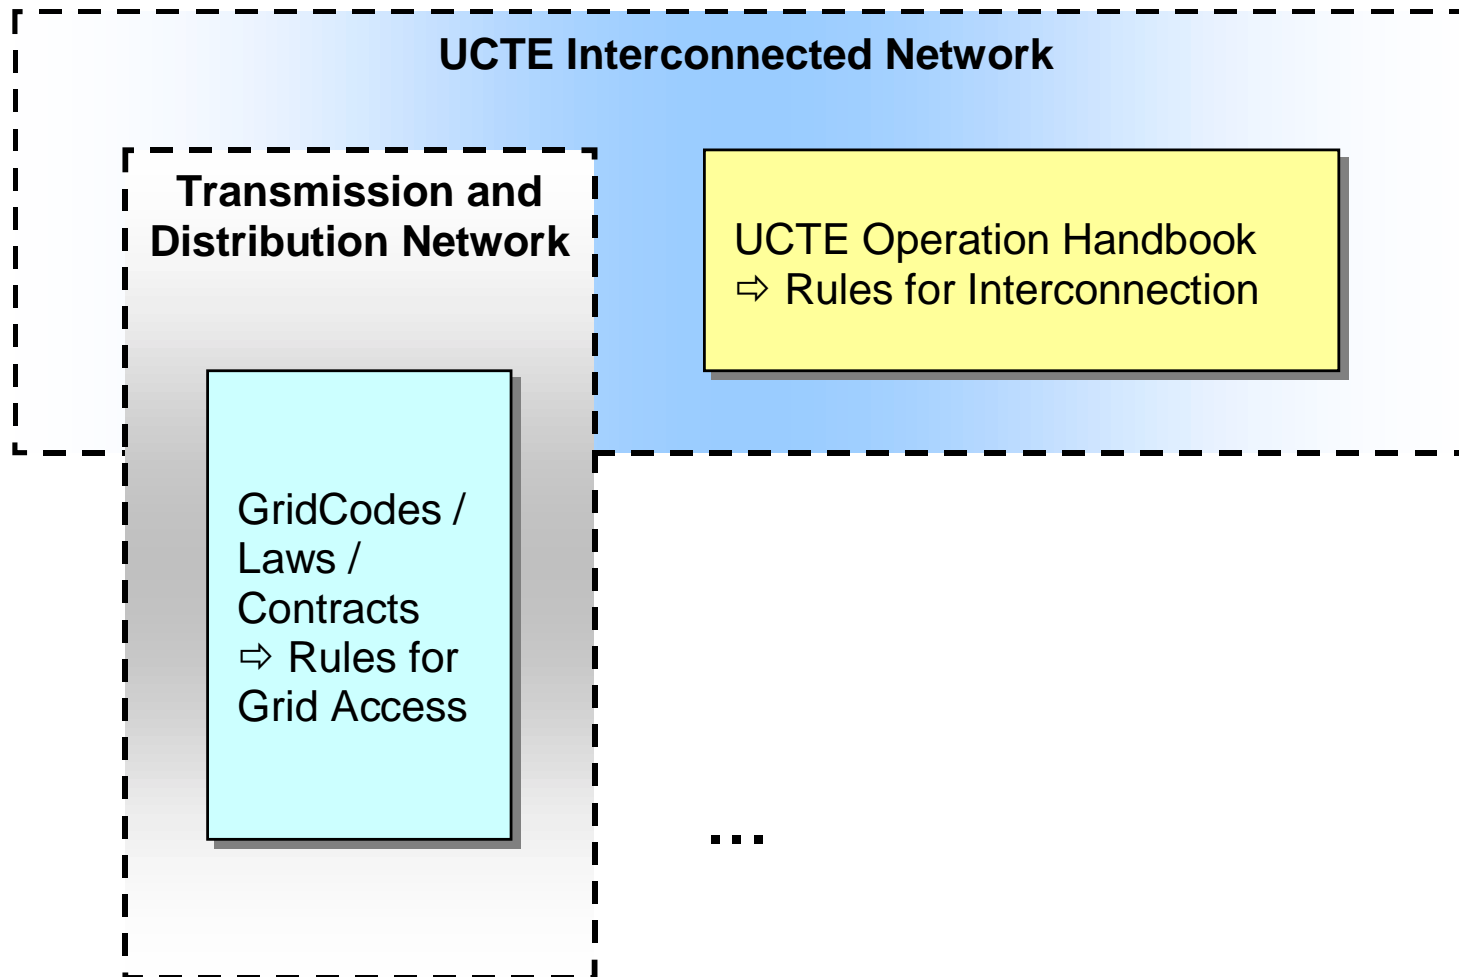 UCTE Interconnected Network
Transmission and
Distribution Network
UCTE Operation Handbook
⇨ Rules for Interconnection
GridCodes /
Laws /
Contracts
⇨ Rules for
Grid Access
...